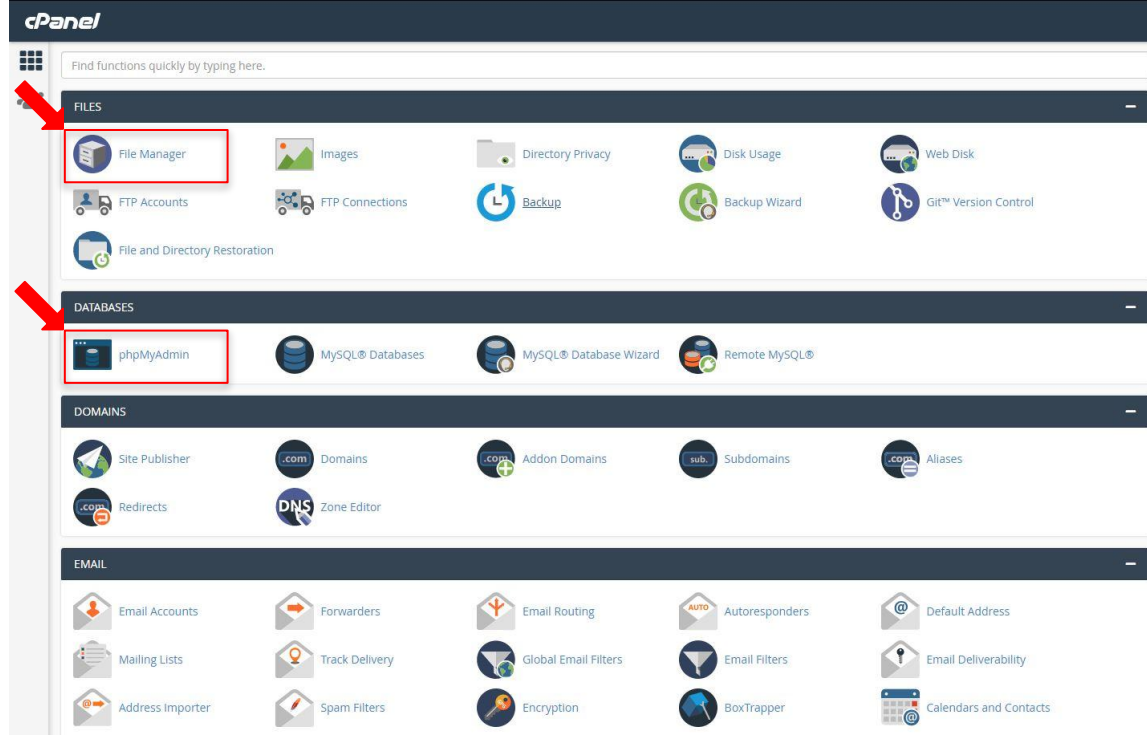 cPanel
Find functions quickly by typing here.
FILES
File Manager Images Directory Privacy Disk Usage Web Disk
FTP Accounts FTP Connections Backup Backup Wizard Git™ Version Control
File and Directory Restoration
DATABASES
phpMyAdmin MySQL® Databases MySQL® Database Wizard Remote MySQL®
DOMAINS
.com .com sub. .com
Site Publisher Domains Addon Domains Subdomains Aliases
.com DNS
Redirects Zone Editor
EMAIL
AUTO @
Email Accounts Forwarders Email Routing Autoresponders Default Address
Mailing Lists Track Delivery Global Email Filters Email Filters Email Deliverability
@ @
Address Importer Spam Filters Encryption BoxTrapper Calendars and Contacts